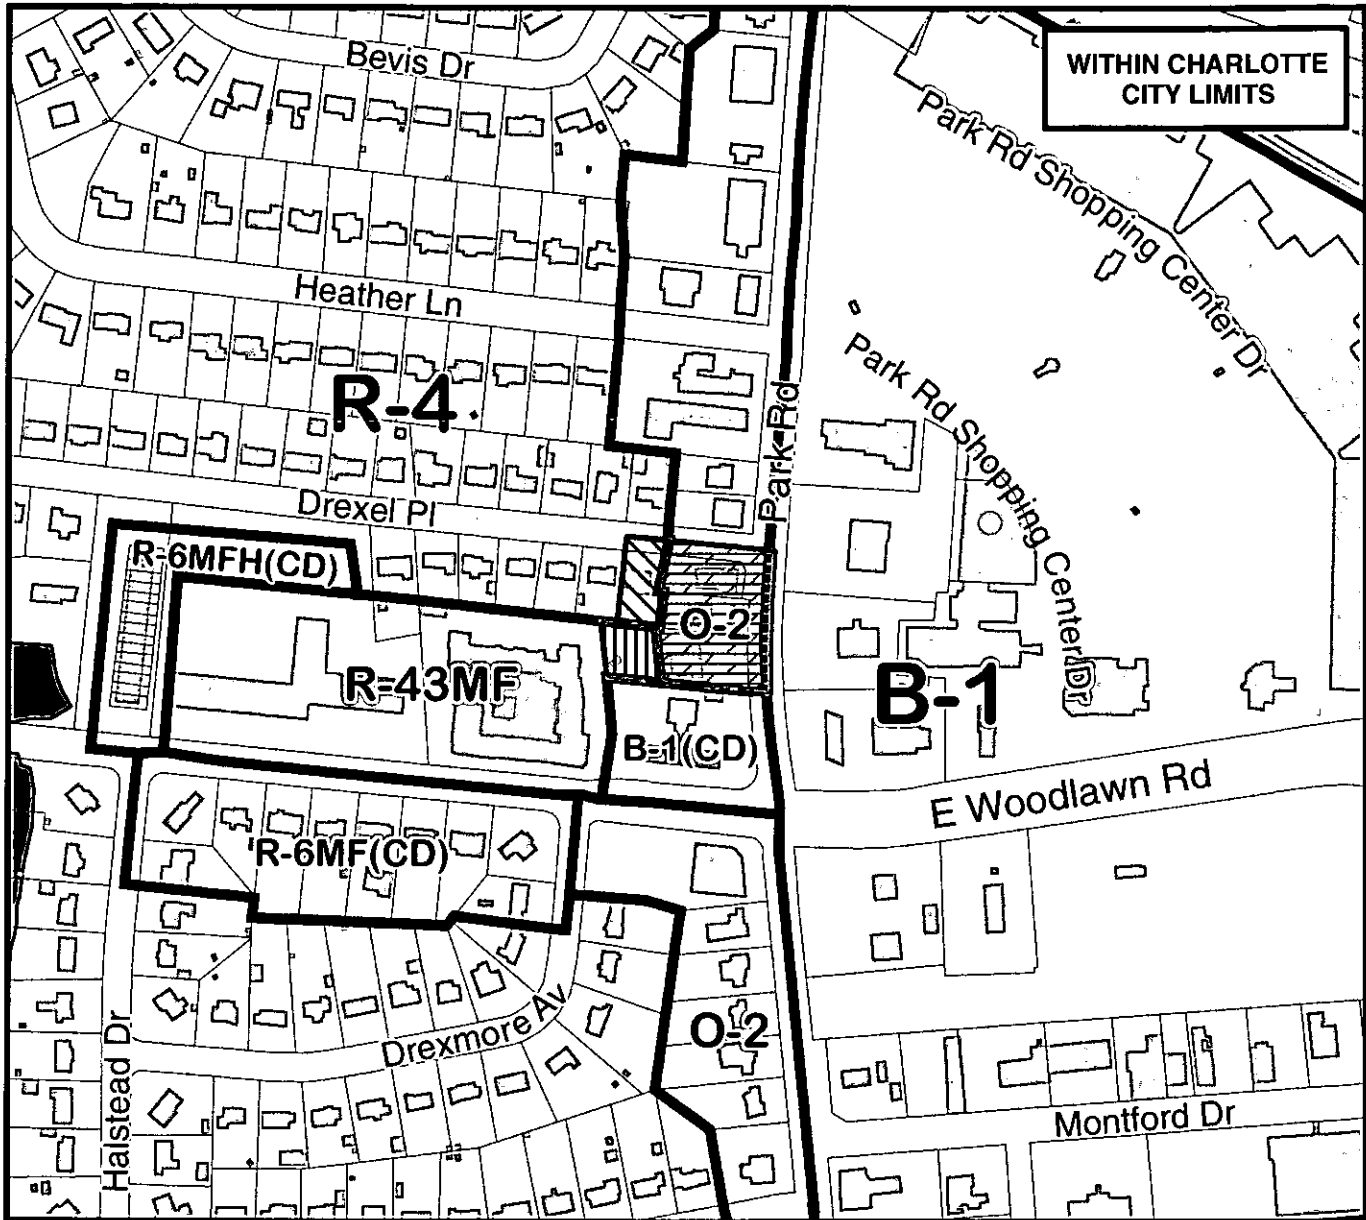 WITHIN CHARLOTTE
CITY LIMITS
Bevis Dr
Park Rd Shopping Center Dr
Heather Ln
Park Rd Shopping Center Dr
R-4
Park Rd
Drexel Pl
R-6MFH(CD)
O-2
R-43MF
B-1
B-1(CD)
E Woodlawn Rd
R-6MF(CD)
O-2
Drexmore Av
Halstead Dr
Montford Dr